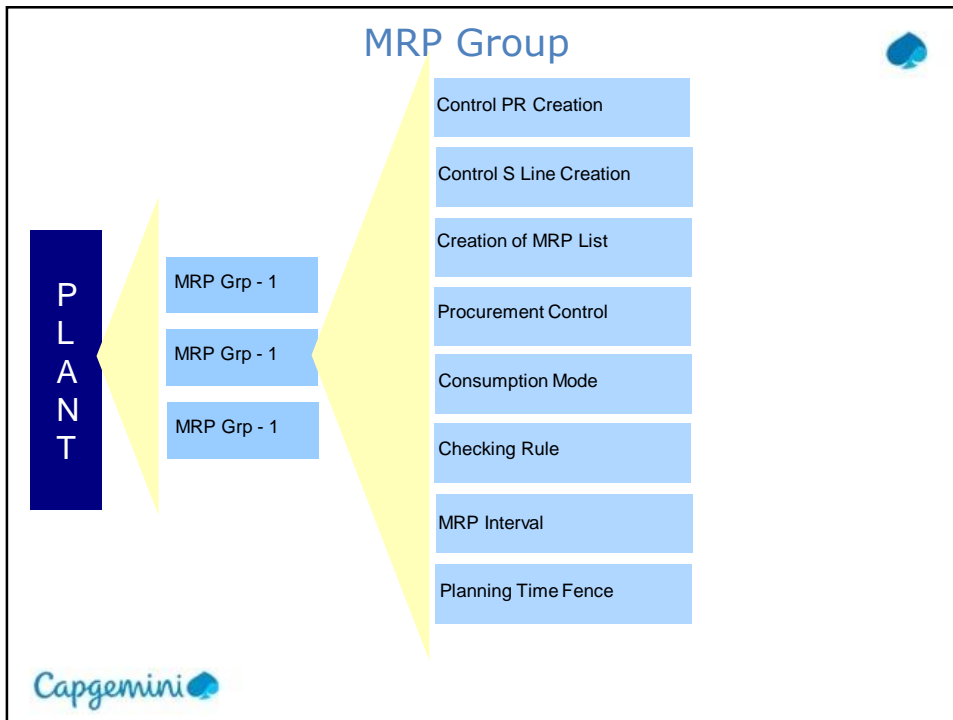 MRP Group
P
L
A
N
T
MRP Grp - 1
MRP Grp - 1
MRP Grp - 1
Control PR Creation
Control S Line Creation
Creation of MRP List
Procurement Control
Consumption Mode
Checking Rule
MRP Interval
Planning Time Fence
Capgemini